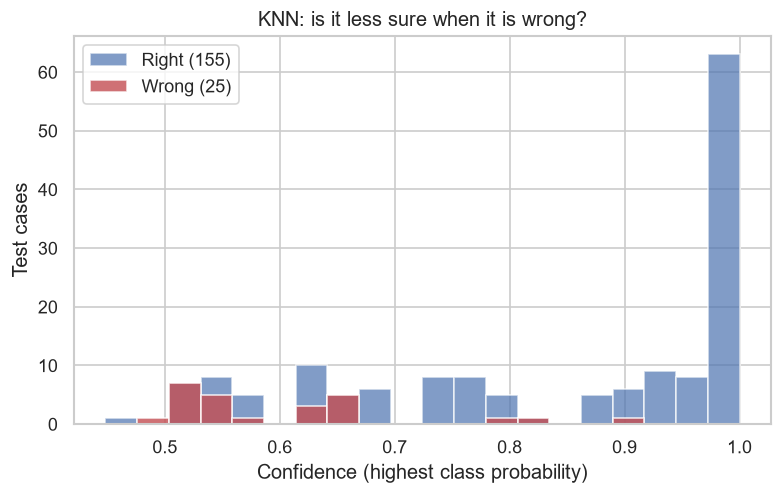 KNN: is it less sure when it is wrong?
Right (155)
Wrong (25)
Test cases
60
50
40
30
20
10
0
0.5 0.6 0.7 0.8 0.9 1.0
Confidence (highest class probability)